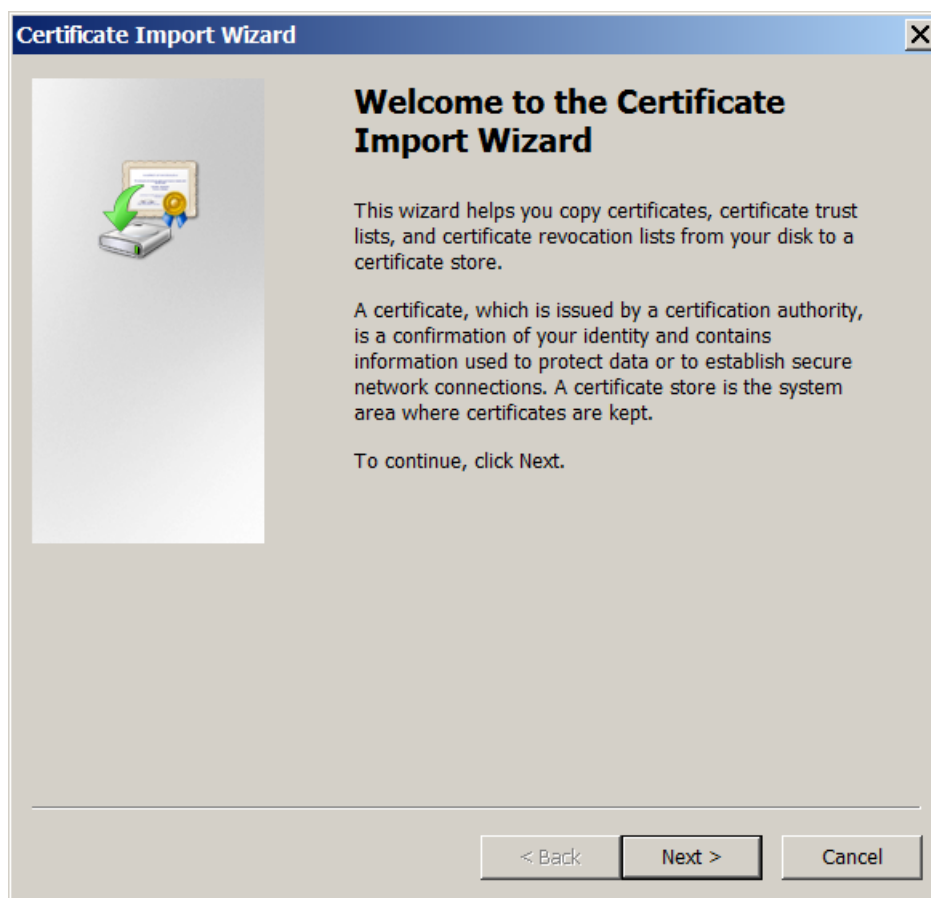 Certificate Import Wizard
Welcome to the Certificate
Import Wizard
This wizard helps you copy certificates, certificate trust
lists, and certificate revocation lists from your disk to a
certificate store.
A certificate, which is issued by a certification authority,
is a confirmation of your identity and contains
information used to protect data or to establish secure
network connections. A certificate store is the system
area where certificates are kept.
To continue, click Next.
< Back Next > Cancel